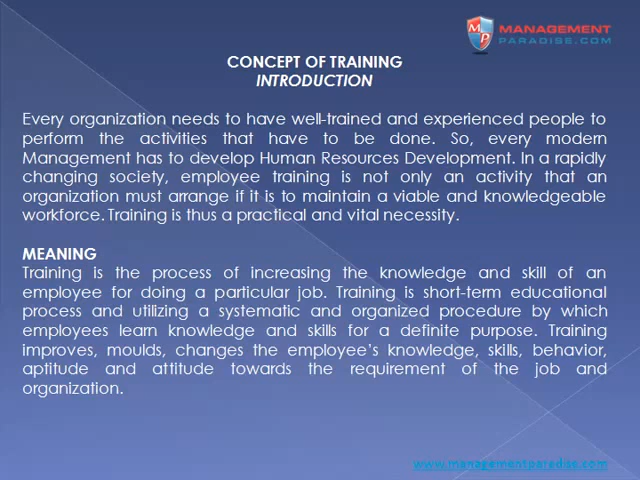 MANAGEMENT
PARADISE.COM
MP
CONCEPT OF TRAINING
INTRODUCTION
Every organization needs to have well-trained and experienced people to
perform the activities that have to be done. So, every modern
Management has to develop Human Resources Development. In a rapidly
changing society, employee training is not only an activity that an
organization must arrange if it is to maintain a viable and knowledgeable
workforce. Training is thus a practical and vital necessity.
MEANING
Training is the process of increasing the knowledge and skill of an
employee for doing a particular job. Training is short-term educational
process and utilizing a systematic and organized procedure by which
employees learn knowledge and skills for a definite purpose. Training
improves, moulds, changes the employee's knowledge, skills, behavior,
aptitude and attitude towards the requirement of the job and
organization.
www.managementparadise.com